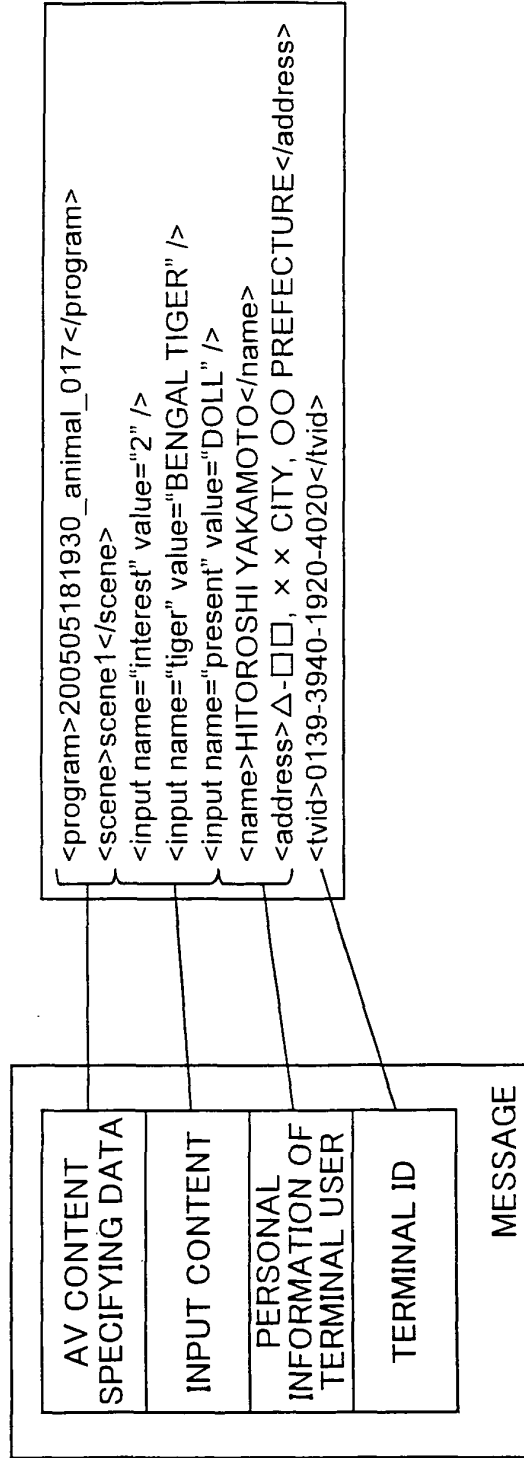 AV CONTENT
SPECIFYING DATA
INPUT CONTENT
PERSONAL
INFORMATION OF
TERMINAL USER
TERMINAL ID
MESSAGE
<program>200505181930_animal_017</program>
<scene>scene1</scene>
<input name=“interest” value=“2” />
<input name=“tiger” value=“BENGAL TIGER” />
<input name=“present” value=“DOLL” />
<name>HITOROSHI YAKAMOTO</name>
<address>△-□□, × × CITY, ○○ PREFECTURE</address>
<tvid>0139-3940-1920-4020</tvid>